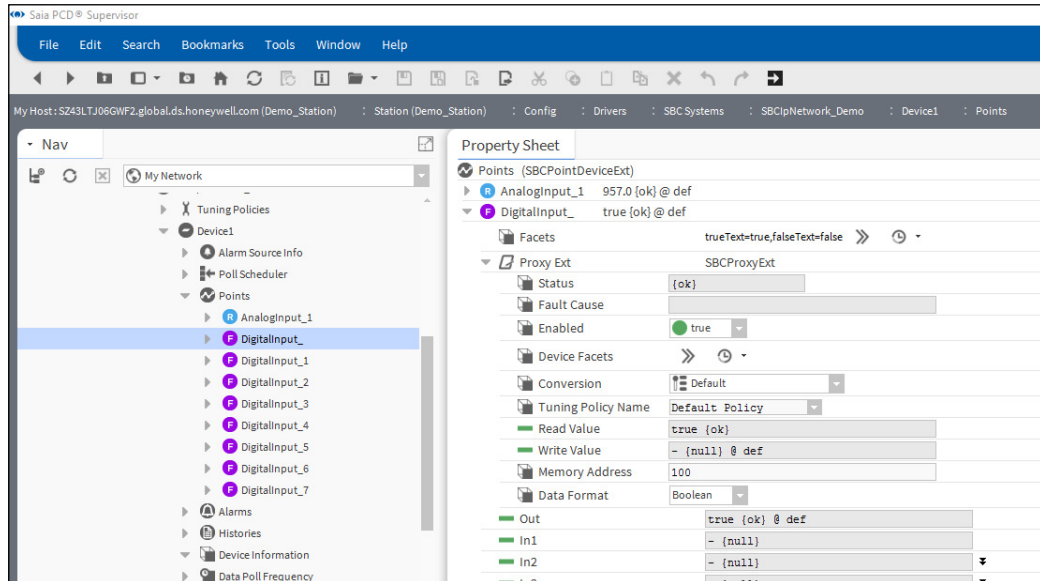 Saia PCD® Supervisor
File Edit Search Bookmarks Tools Window Help
My Host : SZ43LTJ06GWF2.global.ds.honeywell.com (Demo_Station) : Station (Demo_Station) : Config : Drivers : SBC Systems : SBCIpNetwork_Demo : Device1 : Points
Nav
My Network
Tuning Policies
Device1
Alarm Source Info
Poll Scheduler
Points
R AnalogInput_1
F DigitalInput_
F DigitalInput_1
F DigitalInput_2
F DigitalInput_3
F DigitalInput_4
F DigitalInput_5
F DigitalInput_6
F DigitalInput_7
Alarms
Histories
Device Information
Data Poll Frequency
Property Sheet
Points (SBCPointDeviceExt)
R AnalogInput_1 957.0 {ok} @ def
F DigitalInput_ true {ok} @ def
Facets trueText=true,falseText=false
Proxy Ext SBCProxyExt
Status {ok}
Fault Cause
Enabled true
Device Facets
Conversion Default
Tuning Policy Name Default Policy
Read Value true {ok}
Write Value - {null} @ def
Memory Address 100
Data Format Boolean
Out true {ok} @ def
In1 - {null}
In2 - {null}